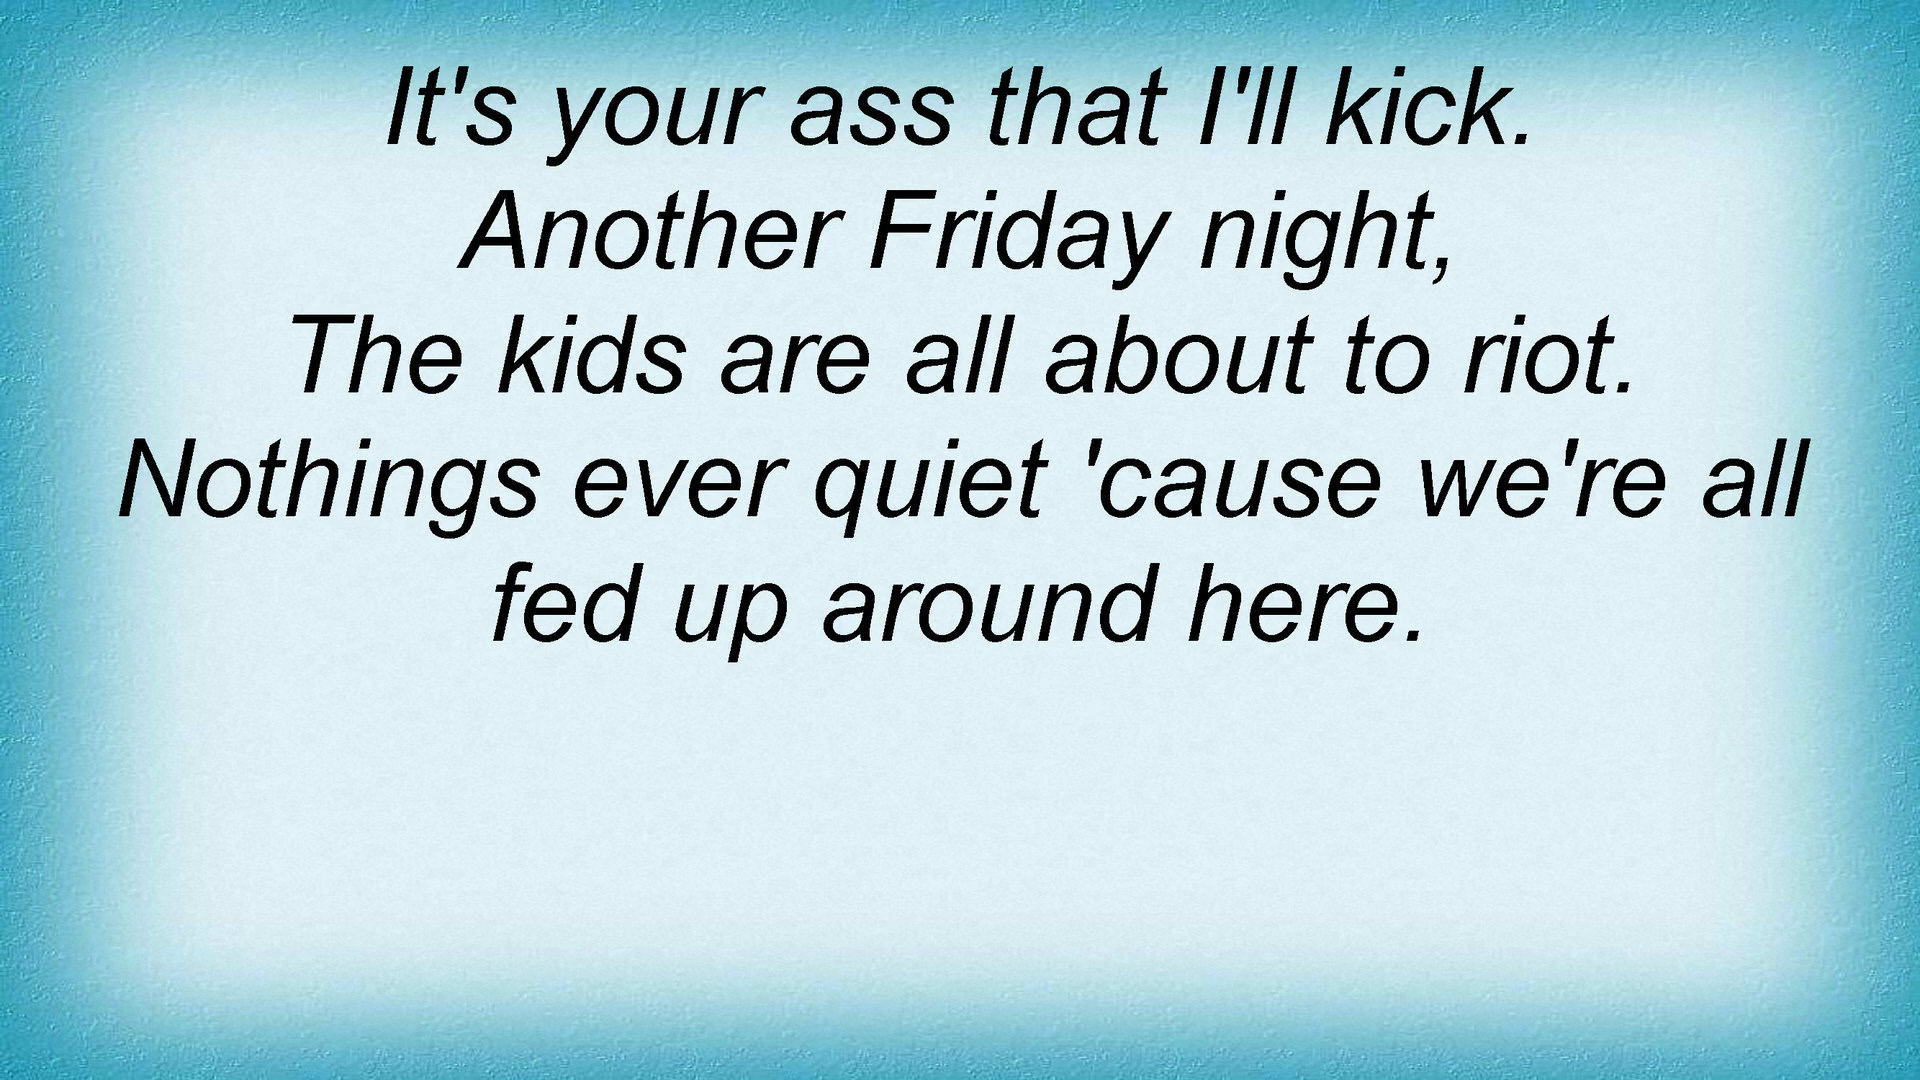 It's your ass that I'll kick.
Another Friday night,
The kids are all about to riot.
Nothings ever quiet 'cause we're all
fed up around here.